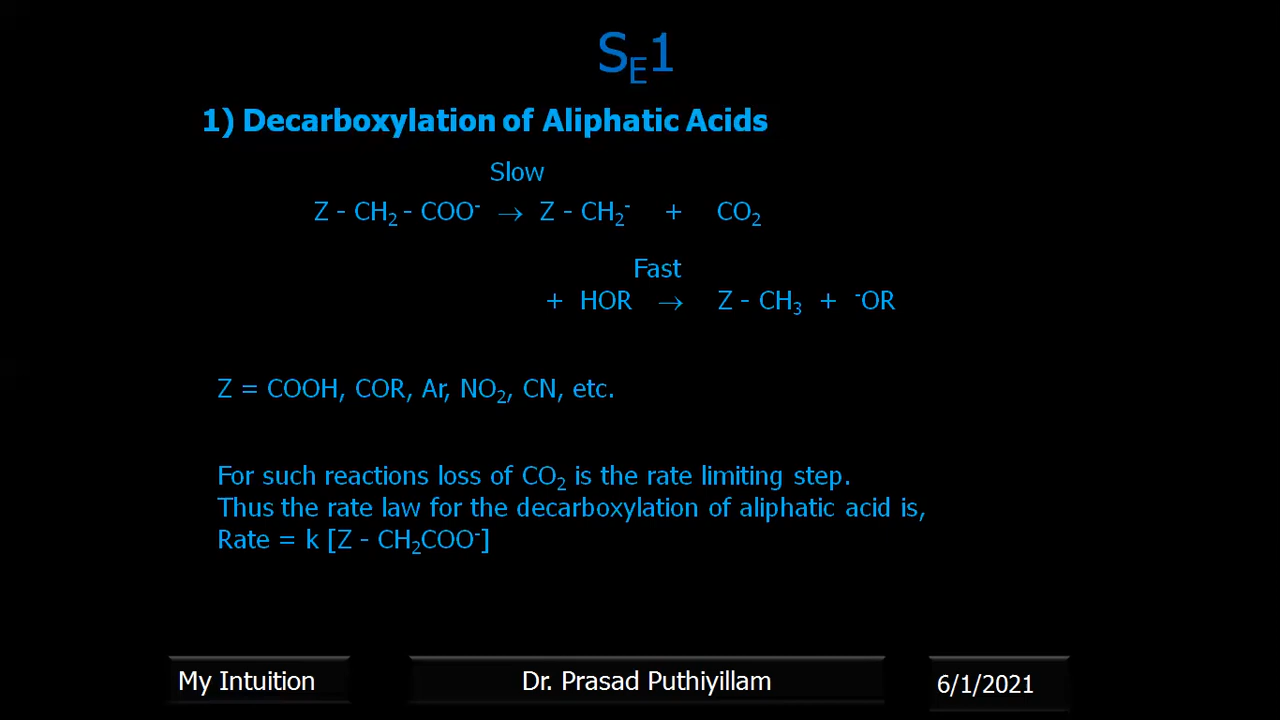 S_E1
1) Decarboxylation of Aliphatic Acids
Slow
Z - CH₂ - COO⁻ → Z - CH₂⁻ + CO₂
Fast
+ HOR → Z - CH₃ + ⁻OR
Z = COOH, COR, Ar, NO₂, CN, etc.
For such reactions loss of CO₂ is the rate limiting step.
Thus the rate law for the decarboxylation of aliphatic acid is,
Rate = k [Z - CH₂COO⁻]
My Intuition
Dr. Prasad Puthiyillam
6/1/2021